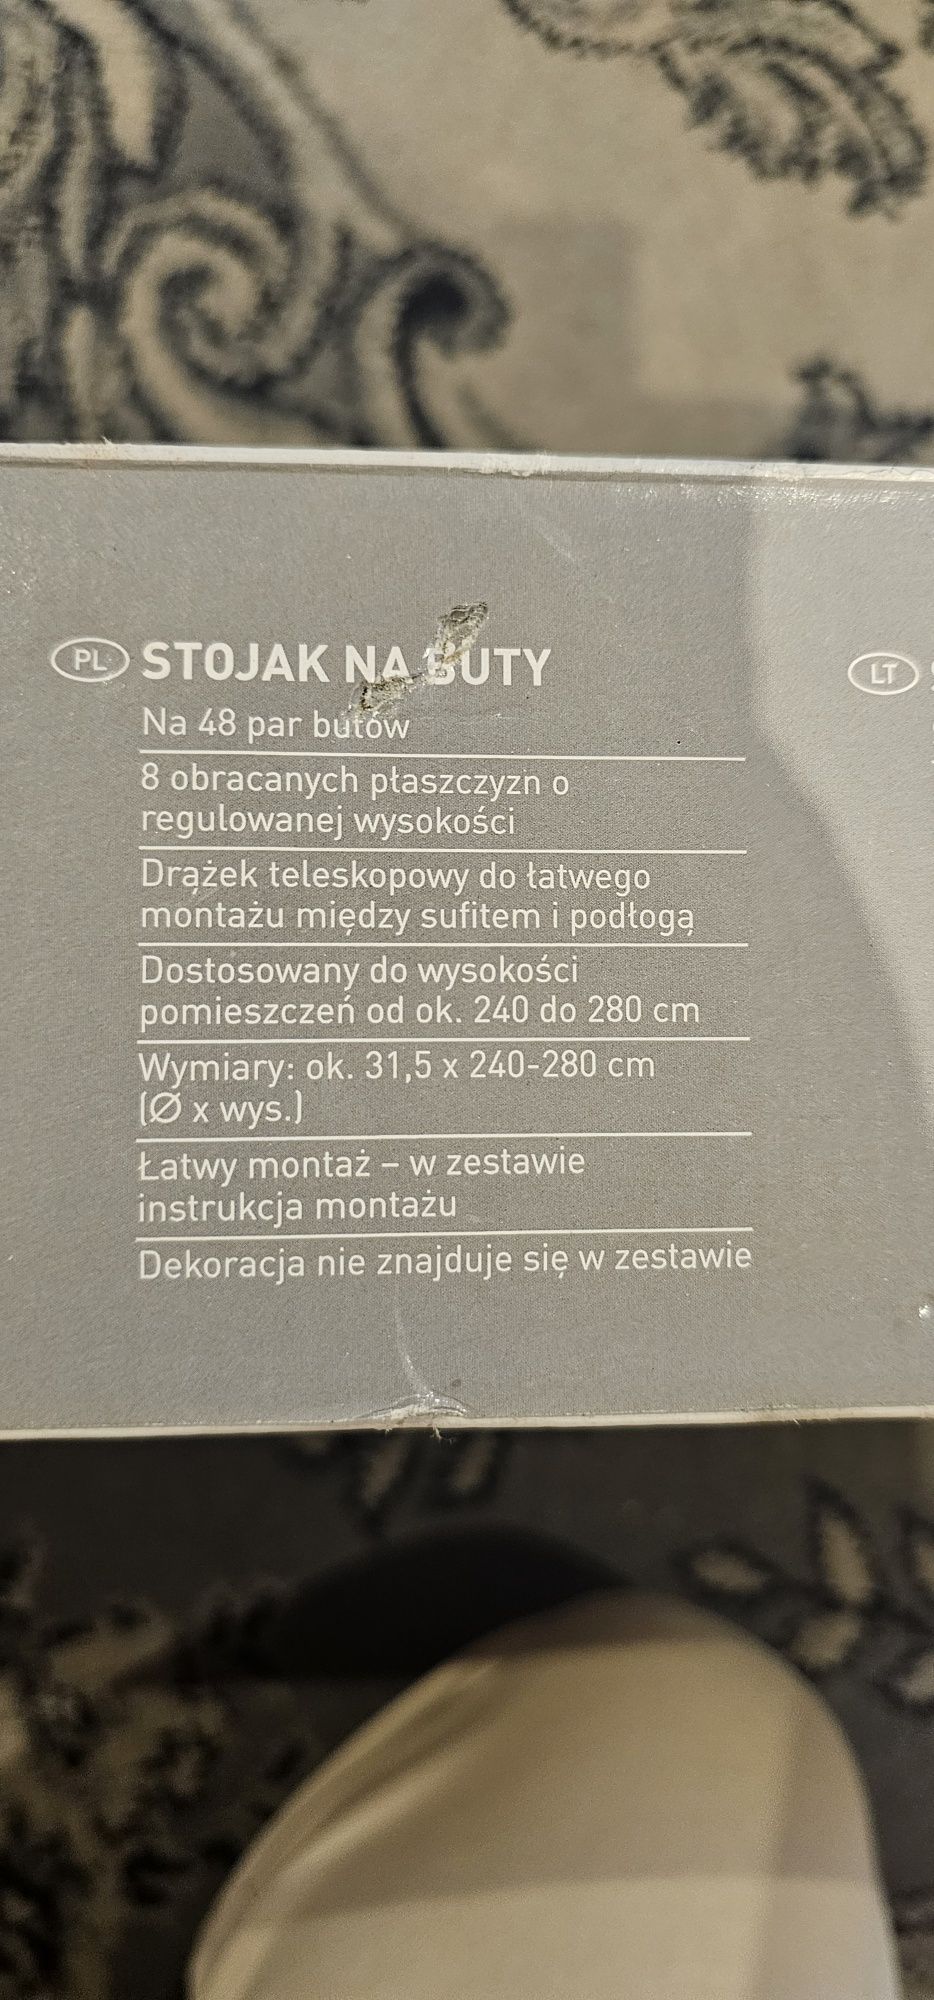 PL STOJAK NA BUTY
Na 48 par butów
8 obracanych płaszczyzn o
regulowanej wysokości
Drążek teleskopowy do łatwego
montażu między sufitem i podłogą
Dostosowany do wysokości
pomieszczeń od ok. 240 do 280 cm
Wymiary: ok. 31,5 x 240-280 cm
(Ø x wys.)
Łatwy montaż – w zestawie
instrukcja montażu
Dekoracja nie znajduje się w zestawie
LT